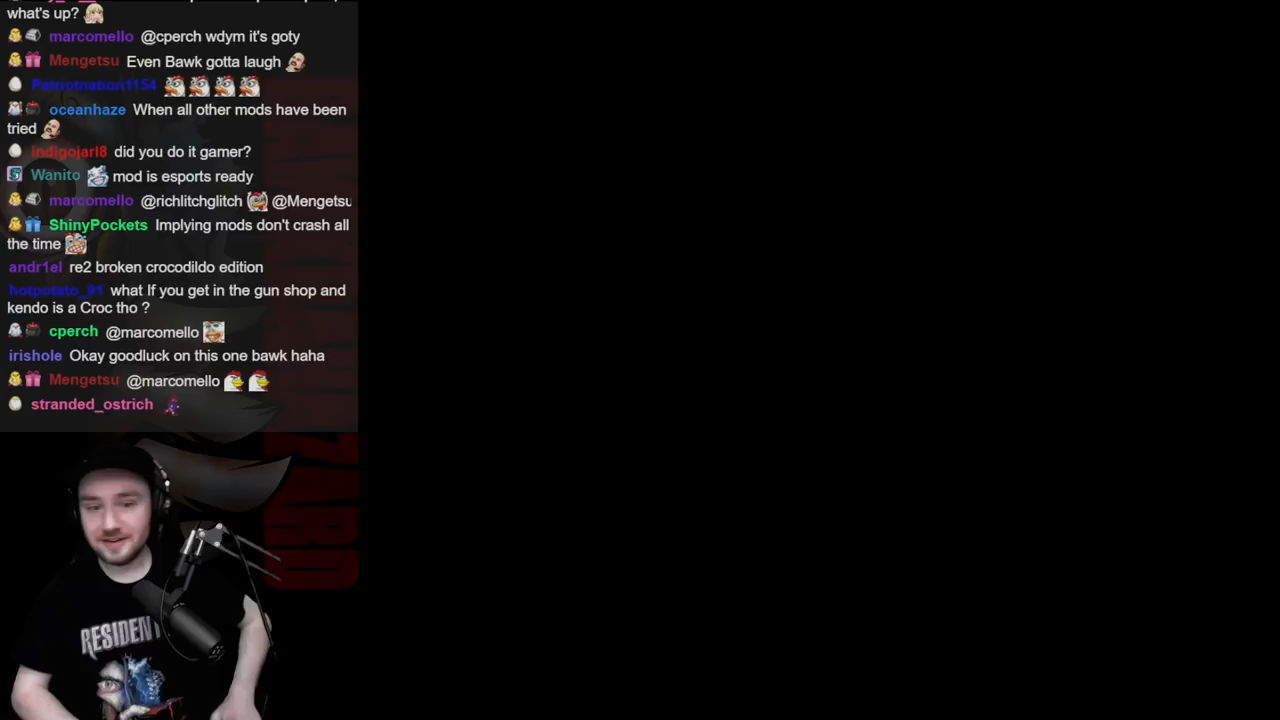 what's up?
marcomello @cperch wdym it's goty
Mengetsu Even Bawk gotta laugh
Patriotnation1154
oceanhaze When all other mods have been
tried
indigojarl8 did you do it gamer?
Wanito mod is esports ready
marcomello @richlitchglitch @Mengetsu
ShinyPockets Implying mods don't crash all
the time
andr1el re2 broken crocodildo edition
hotpotato_91 what If you get in the gun shop and
kendo is a Croc tho ?
cperch @marcomello
irishole Okay goodluck on this one bawk haha
Mengetsu @marcomello
stranded_ostrich
RESIDENT